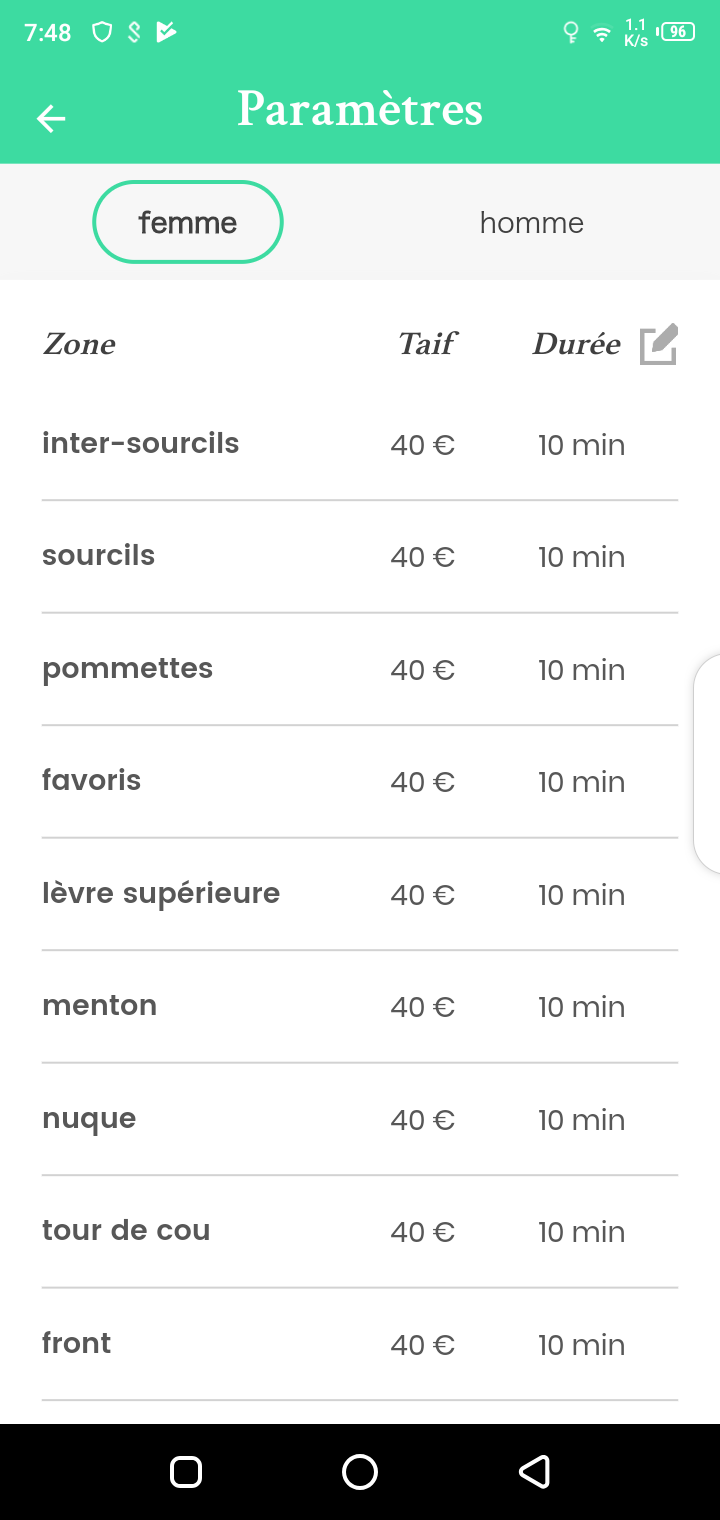 7:48
1.1
K/s
96
Paramètres
femme homme
Zone Taif Durée
inter-sourcils 40 € 10 min
sourcils 40 € 10 min
pommettes 40 € 10 min
favoris 40 € 10 min
lèvre supérieure 40 € 10 min
menton 40 € 10 min
nuque 40 € 10 min
tour de cou 40 € 10 min
front 40 € 10 min